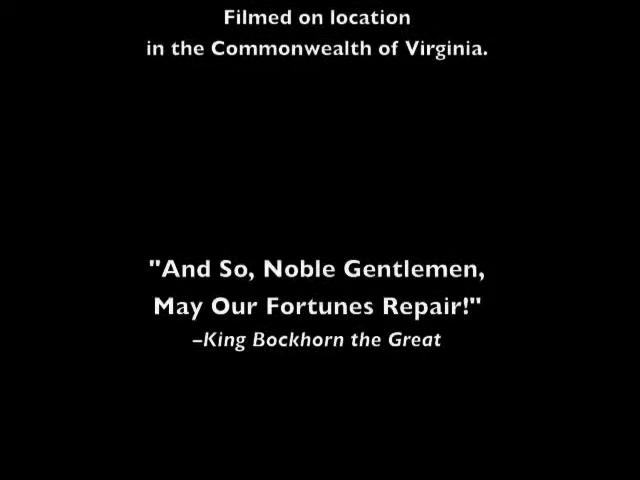 Filmed on location
in the Commonwealth of Virginia.
"And So, Noble Gentlemen,
May Our Fortunes Repair!"
–King Bockhorn the Great